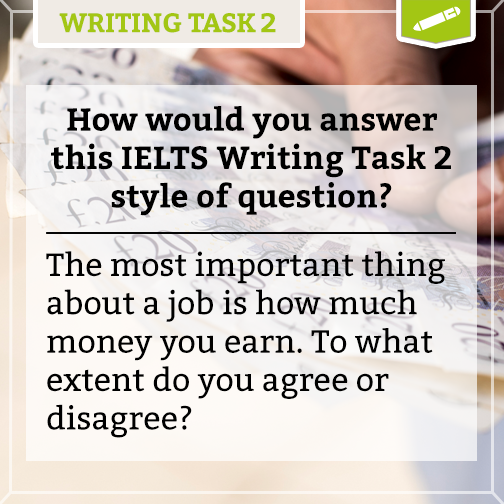 WRITING TASK 2
How would you answer
this IELTS Writing Task 2
style of question?
The most important thing
about a job is how much
money you earn. To what
extent do you agree or
disagree?
£20